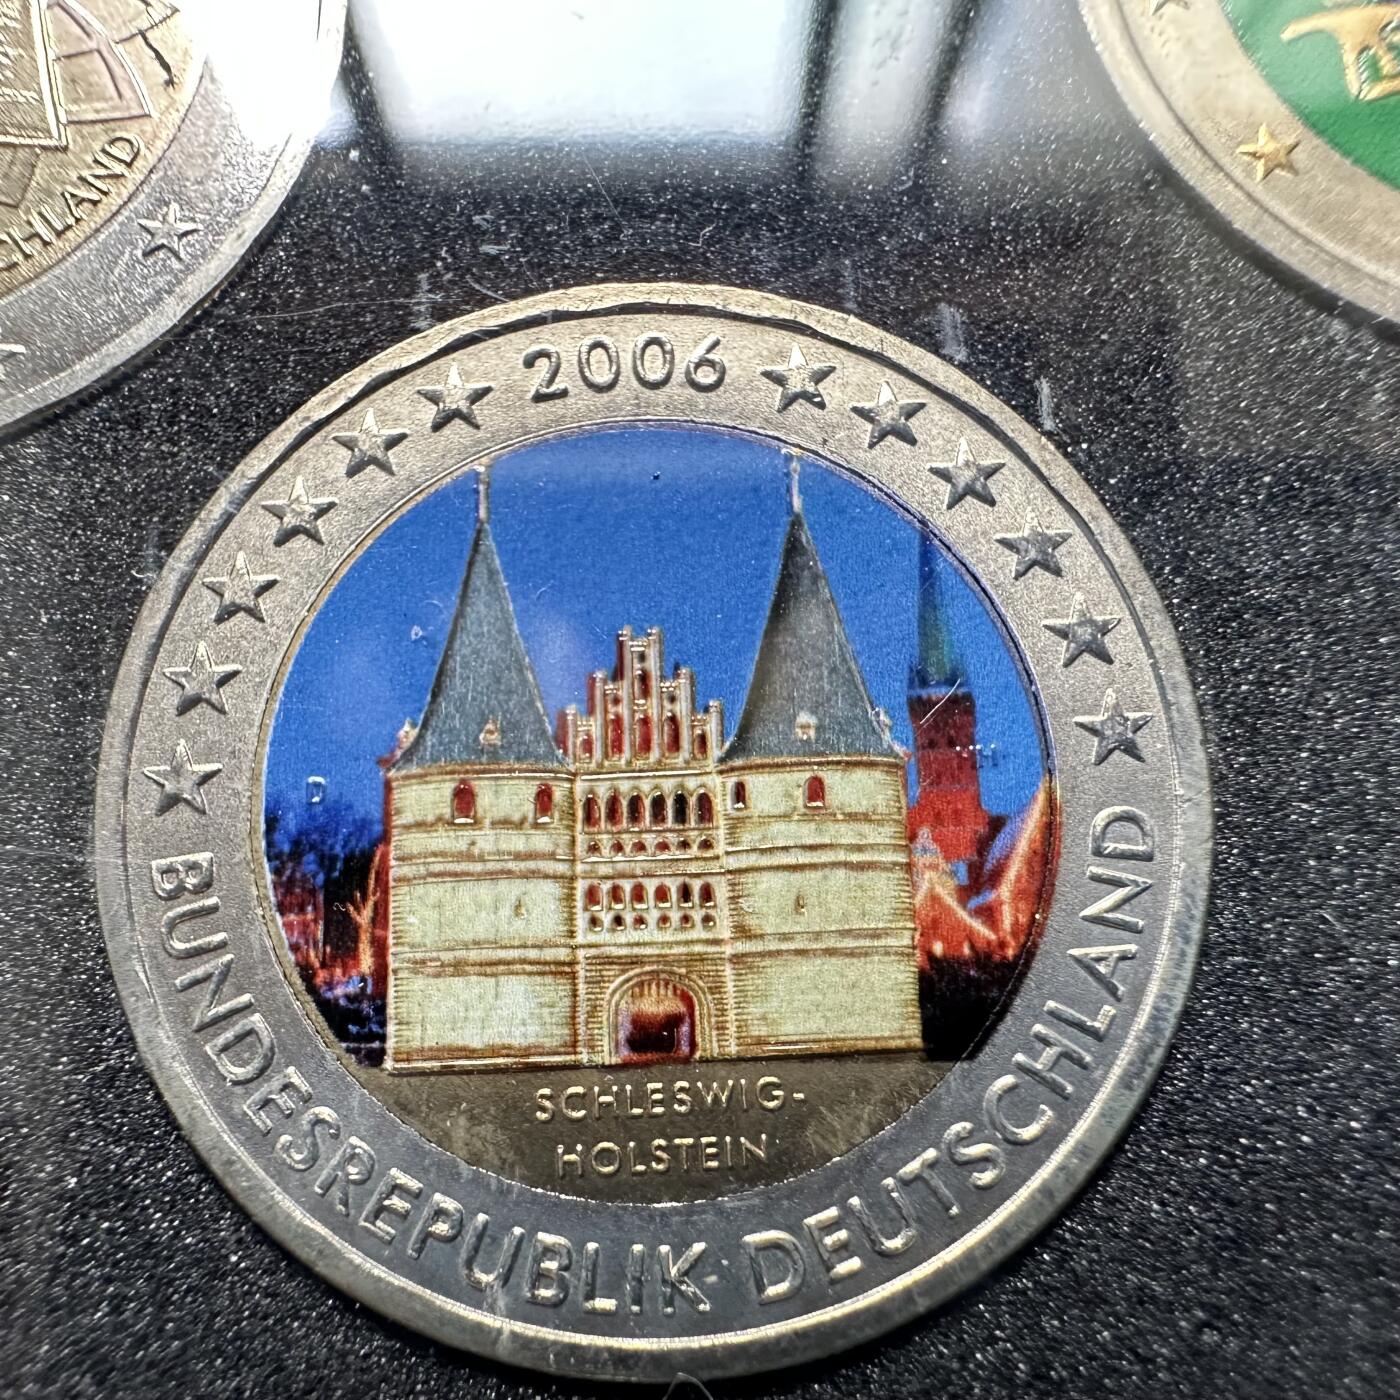 2006
SCHLESWIG-
HOLSTEIN
BUNDESREPUBLIK DEUTSCHLAND